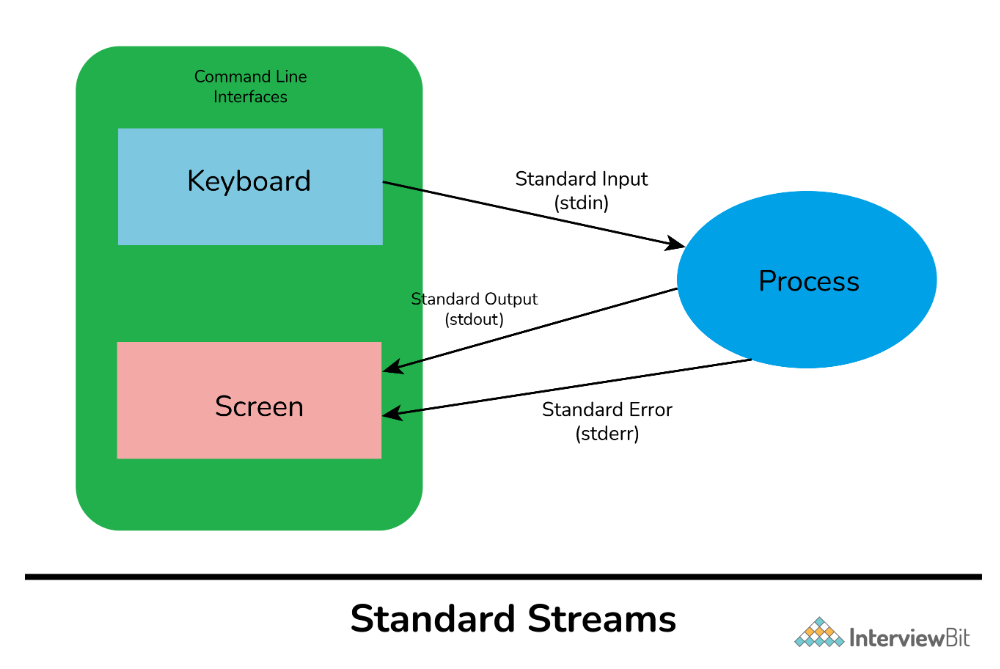 Command Line
Interfaces
Keyboard
Standard Input
(stdin)
Process
Standard Output
(stdout)
Screen
Standard Error
(stderr)
Standard Streams
InterviewBit